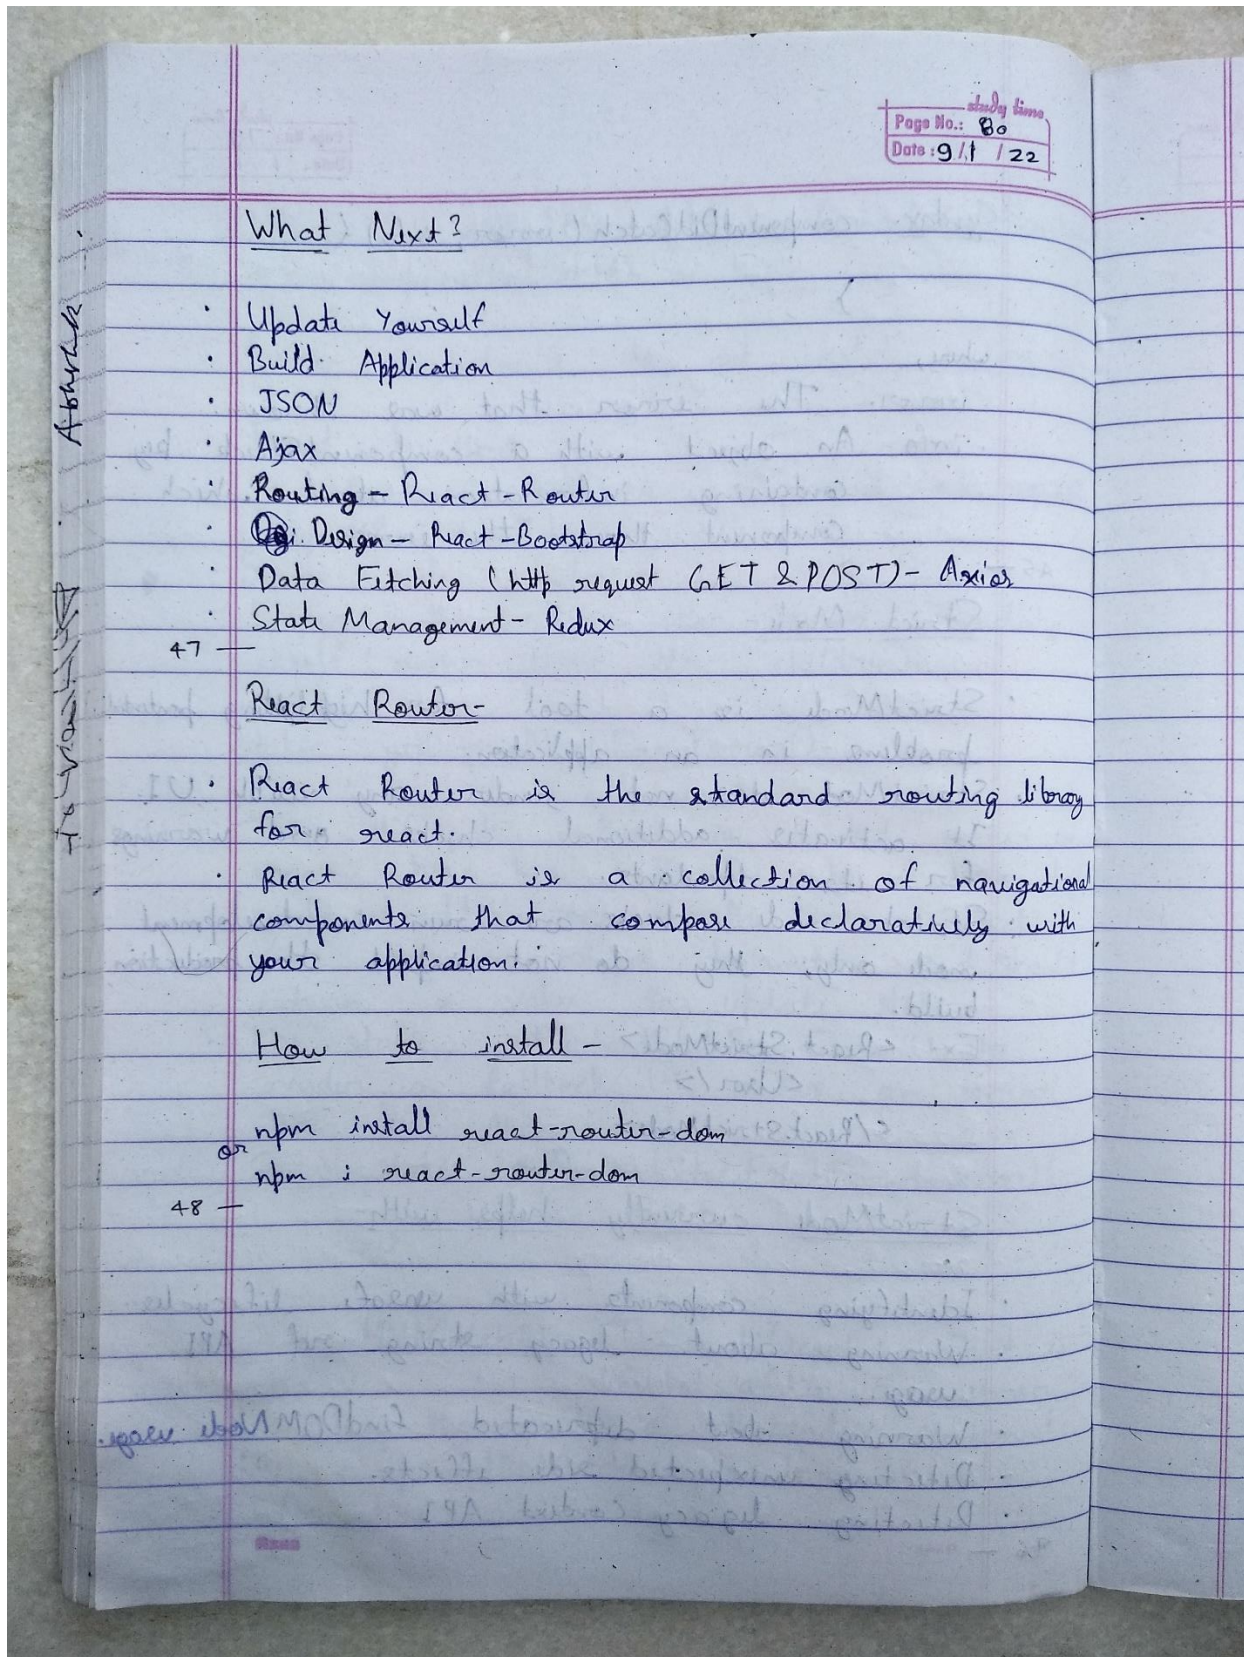 study time
Page No.: 80
Date: 9/1/22
What Next?
· Update Yourself
· Build Application
· JSON
· Ajax
· Routing - React-Router
· Design - React-Bootstrap
· Data Fetching (http request GET & POST) - Axios
· State Management - Redux
47 —
React Router-
· React Router is the standard routing library
for react.
· React Router is a collection of navigational
components that compose declaratively with
your application.
How to install -
npm install react-router-dom
or
npm i react-router-dom
48 —